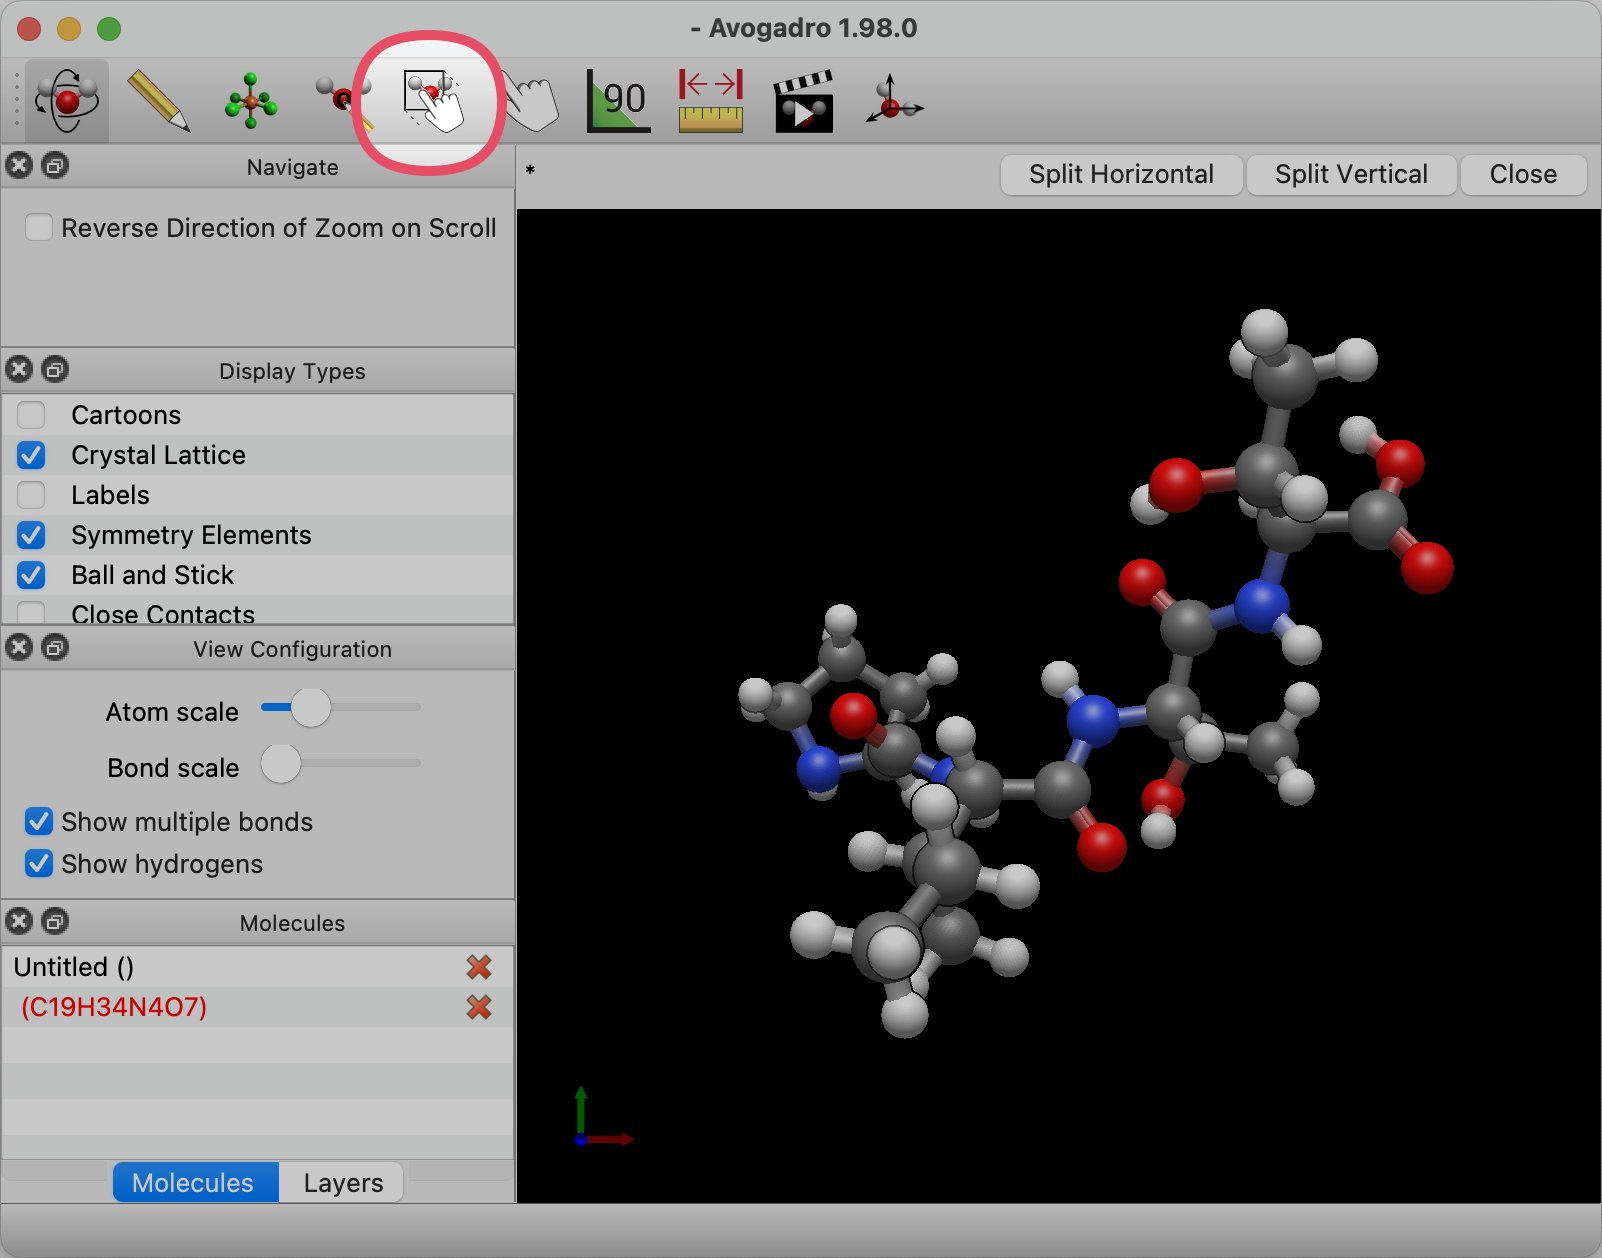 - Avogadro 1.98.0
90
Navigate
*
Split Horizontal
Split Vertical
Close
Reverse Direction of Zoom on Scroll
Display Types
Cartoons
Crystal Lattice
Labels
Symmetry Elements
Ball and Stick
Close Contacts
View Configuration
Atom scale
Bond scale
Show multiple bonds
Show hydrogens
Molecules
Untitled ()
(C19H34N4O7)
Molecules
Layers